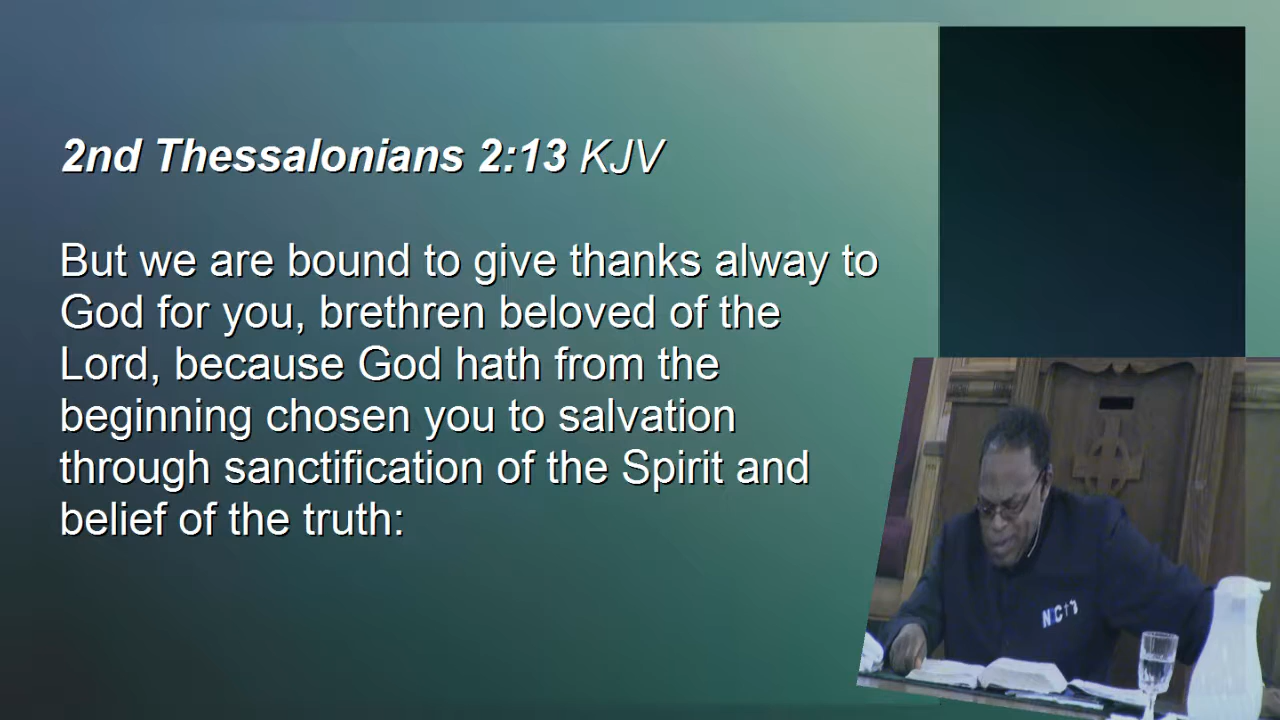 2nd Thessalonians 2:13 KJV
But we are bound to give thanks alway to
God for you, brethren beloved of the
Lord, because God hath from the
beginning chosen you to salvation
through sanctification of the Spirit and
belief of the truth: